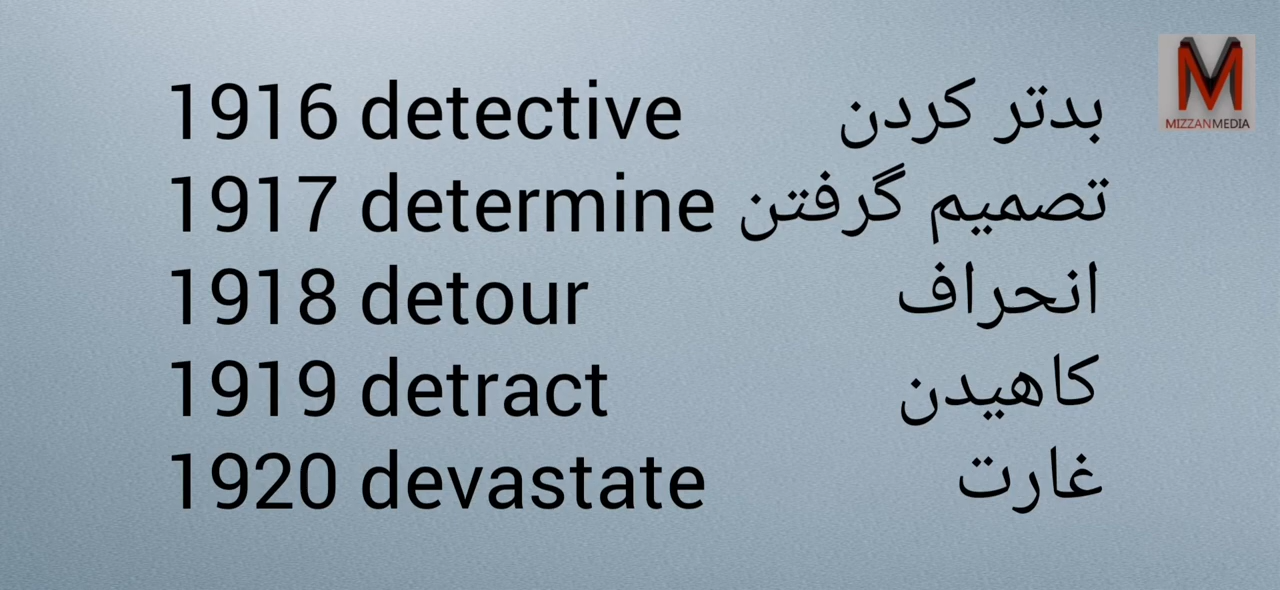 1916 detective بدتر کردن
1917 determine تصمیم گرفتن
1918 detour انحراف
1919 detract کاهیدن
1920 devastate غارت
MIZZANMEDIA